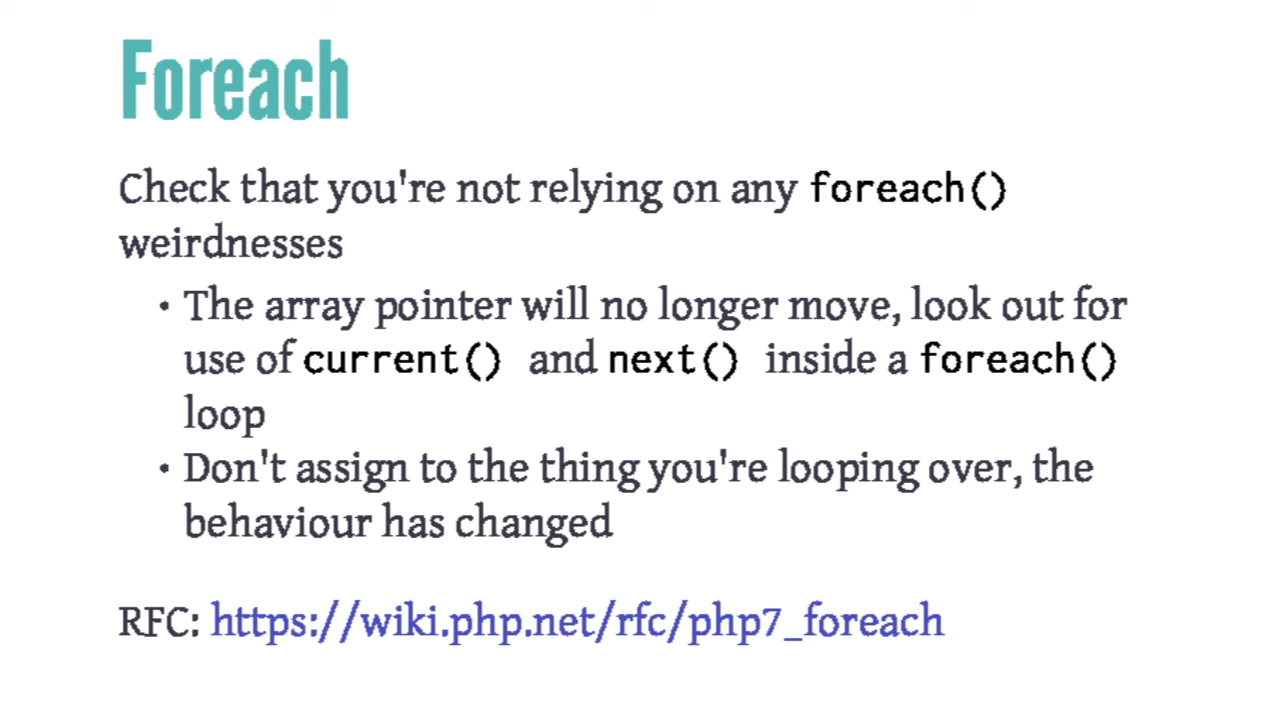 Foreach
Check that you're not relying on any foreach()
weirdnesses
• The array pointer will no longer move, look out for
use of current() and next() inside a foreach()
loop
• Don't assign to the thing you're looping over, the
behaviour has changed
RFC: https://wiki.php.net/rfc/php7_foreach